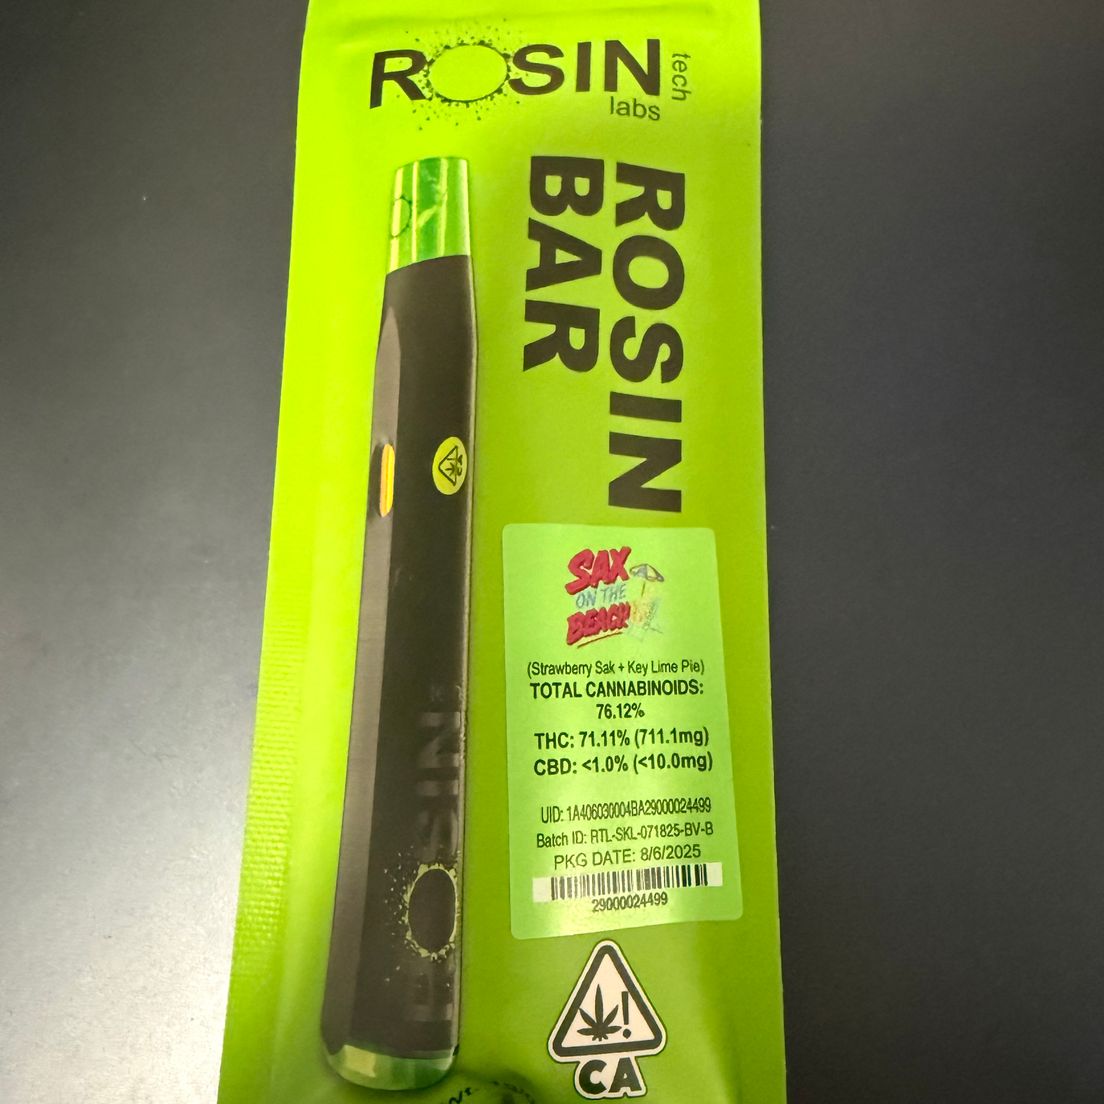 ROSIN
tech
labs
ROSIN
BAR
SAX
ON THE
BEACH
(Strawberry Sak + Key Lime Pie)
TOTAL CANNABINOIDS:
76.12%
THC: 71.11% (711.1mg)
CBD: <1.0% (<10.0mg)
UID: 1A406030004BA29000024499
Batch ID: RTL-SKL-071825-BV-B
PKG DATE: 8/6/2025
29000024499
!
CA